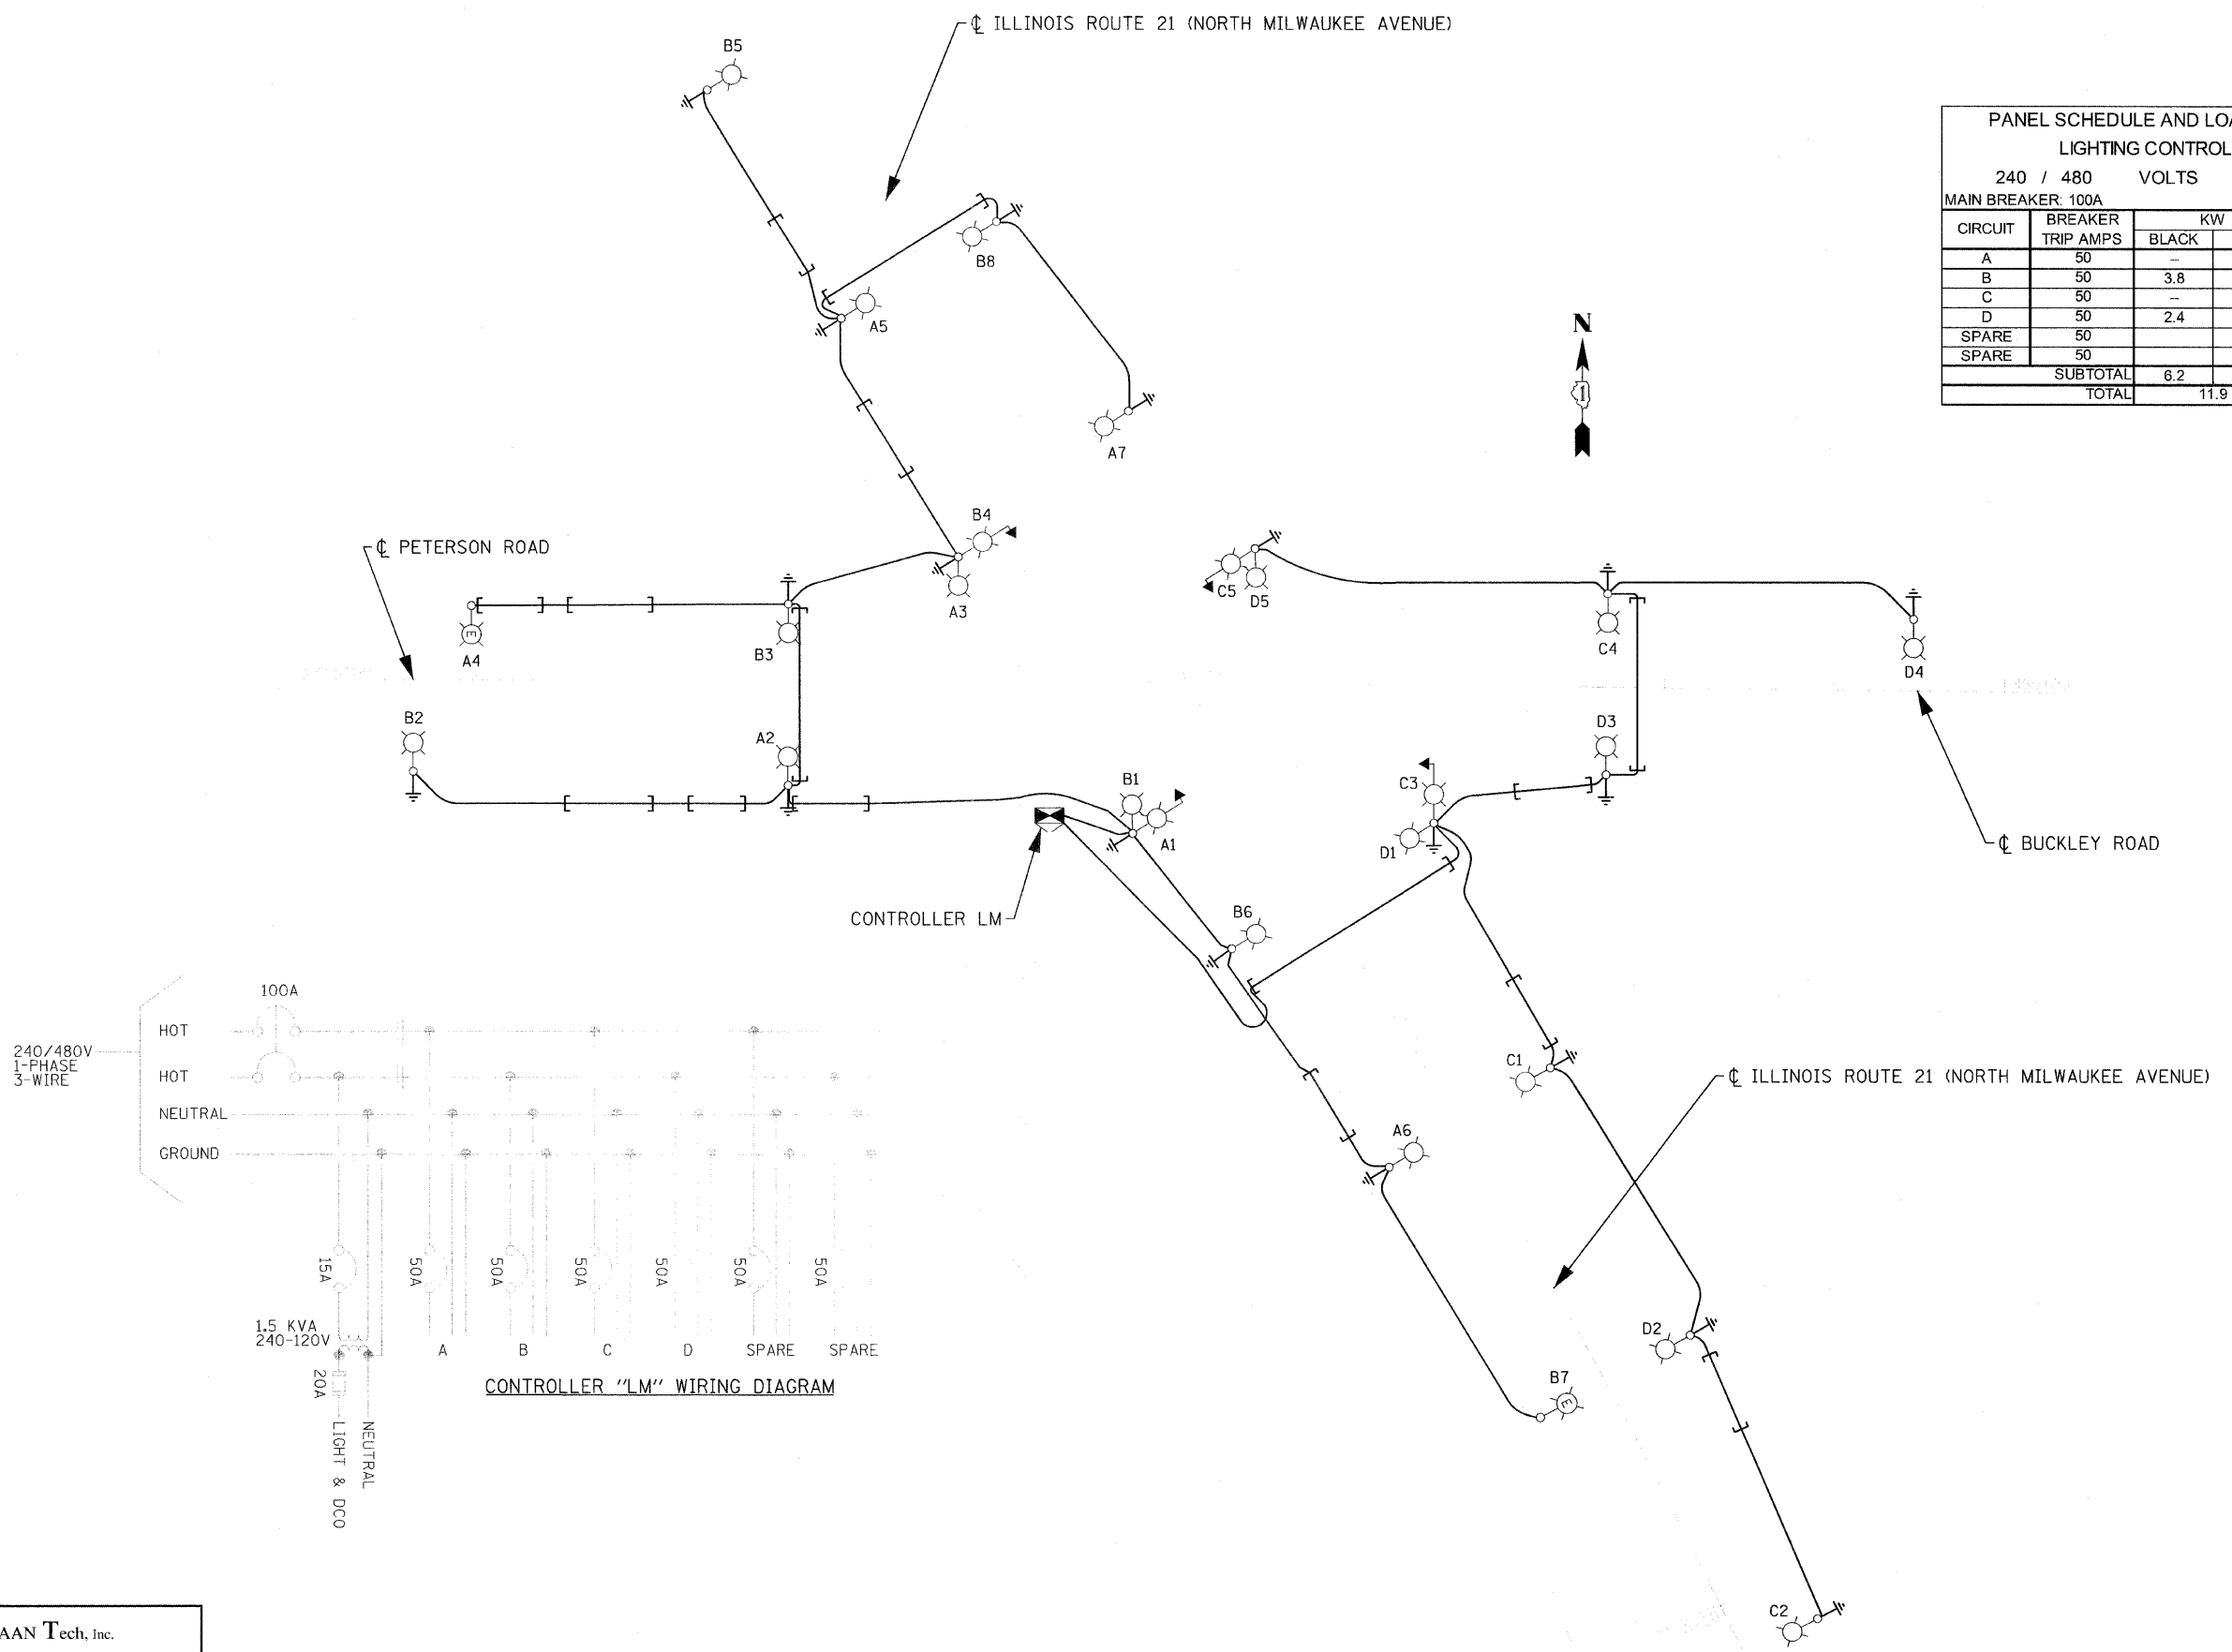 ℄ ILLINOIS ROUTE 21 (NORTH MILWAUKEE AVENUE)
B5
B8
A5
A7
N
1
PANEL SCHEDULE AND
LIGHTING
240 / 480 VOLTS
MAIN BREAKER: 100A
CIRCUIT BREAKER TRIP AMPS KW
BLACK
A 50 --
B 50 3.8
C 50 --
D 50 2.4
SPARE 50
SPARE 50
SUBTOTAL 6.2
TOTAL 11.9
B4
A3
℄ PETERSON ROAD
E
A4
B3
B2
A2
B1
A1
C5
D5
C4
D4
D3
C3
D1
℄ BUCKLEY ROAD
CONTROLLER LM
B6
C1
A6
℄ ILLINOIS ROUTE 21 (NORTH MILWAUKEE AVENUE)
D2
B7
E
C2
100A
240/480V
1-PHASE
3-WIRE
HOT
HOT
NEUTRAL
GROUND
15A
50A
50A
50A
50A
50A
50A
1.5 KVA
240-120V
20A
LIGHT & DCO
NEUTRAL
A B C D SPARE SPARE
CONTROLLER "LM" WIRING DIAGRAM
Tech, Inc.